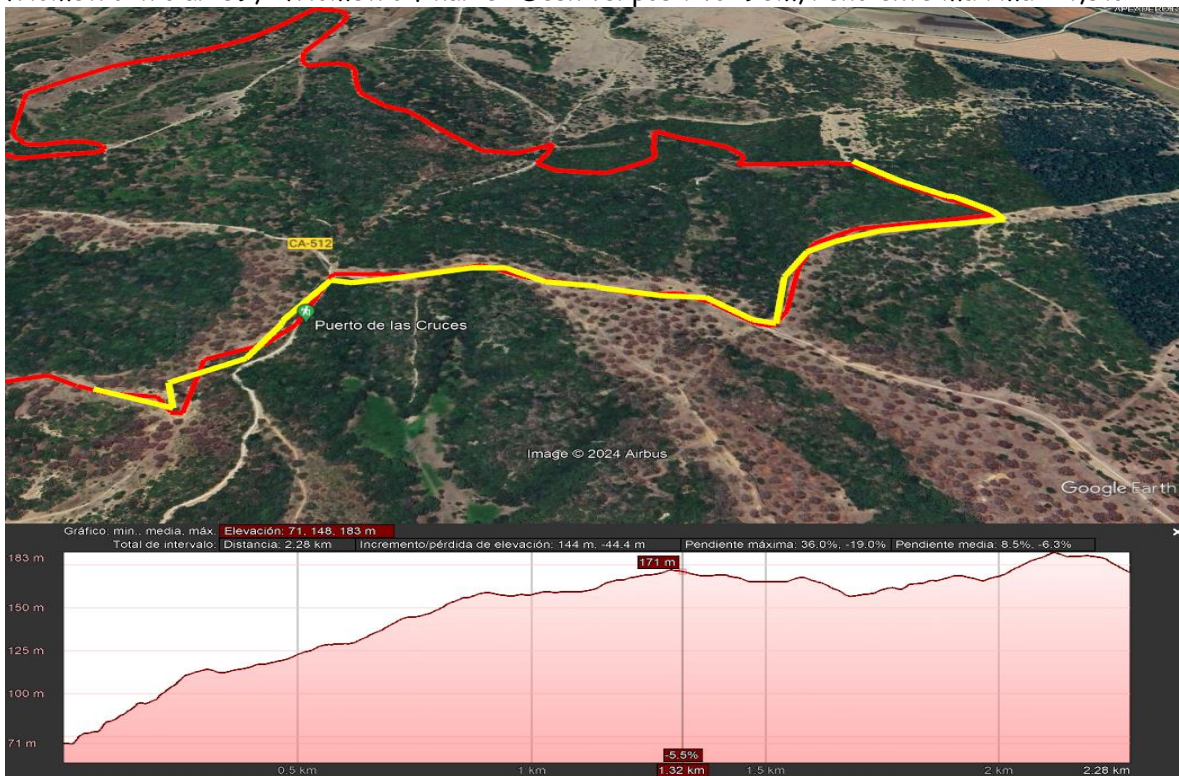 CA-512
Puerto de las Cruces
Image © 2024 Airbus
Google Earth
Gráfico: min., media, máx. Elevación: 71, 148, 183 m
Total de intervalo: Distancia: 2.28 km Incremento/pérdida de elevación: 144 m, -44.4 m Pendiente máxima: 36.0%, -19.0% Pendiente media: 8.5%, -6.3%
183 m
171 m
150 m
125 m
100 m
71 m
-5.5%
0.5 km 1 km 1.32 km 1.5 km 2 km 2.28 km